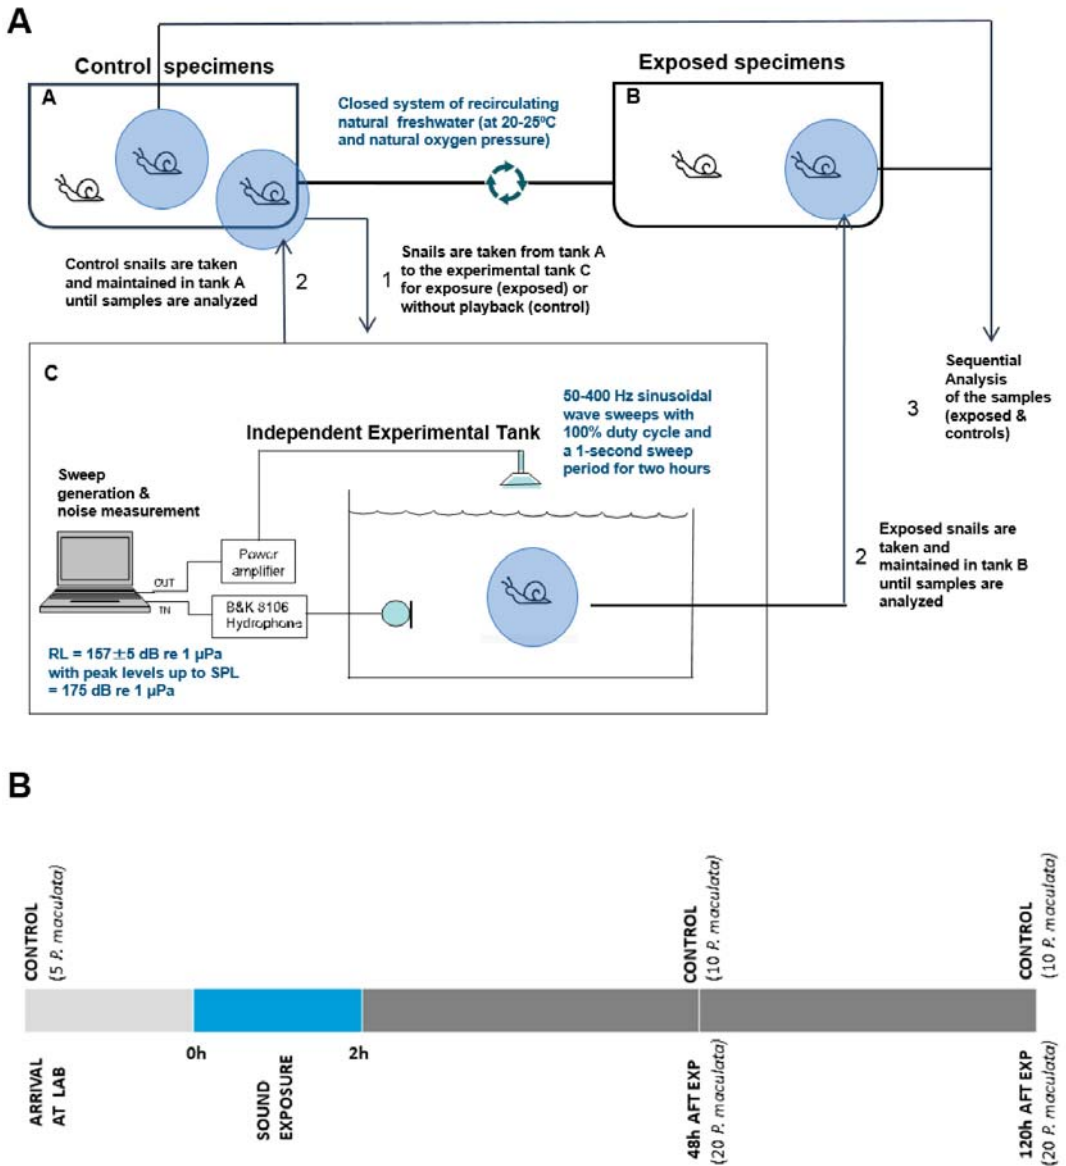 A
Control specimens
A
Closed system of recirculating
natural freshwater (at 20-25ºC
and natural oxygen pressure)
Exposed specimens
B
Control snails are taken
and maintained in tank A
until samples are analyzed
2
1
Snails are taken from tank A
to the experimental tank C
for exposure (exposed) or
without playback (control)
3
Sequential
Analysis
of the samples
(exposed &
controls)
C
Independent Experimental Tank
50-400 Hz sinusoidal
wave sweeps with
100% duty cycle and
a 1-second sweep
period for two hours
Sweep
generation &
noise measurement
OUT
IN
Power
amplifier
B&K 8106
Hydrophone
RL = 157±5 dB re 1 µPa
with peak levels up to SPL
= 175 dB re 1 µPa
2
Exposed snails are
taken and
maintained in tank B
until samples are
analyzed
B
CONTROL
(5 P. maculata)
CONTROL
(10 P. maculata)
CONTROL
(10 P. maculata)
ARRIVAL
AT LAB
0h
SOUND
EXPOSURE
2h
48h AFT EXP
(20 P. maculata)
120h AFT EXP
(20 P. maculata)